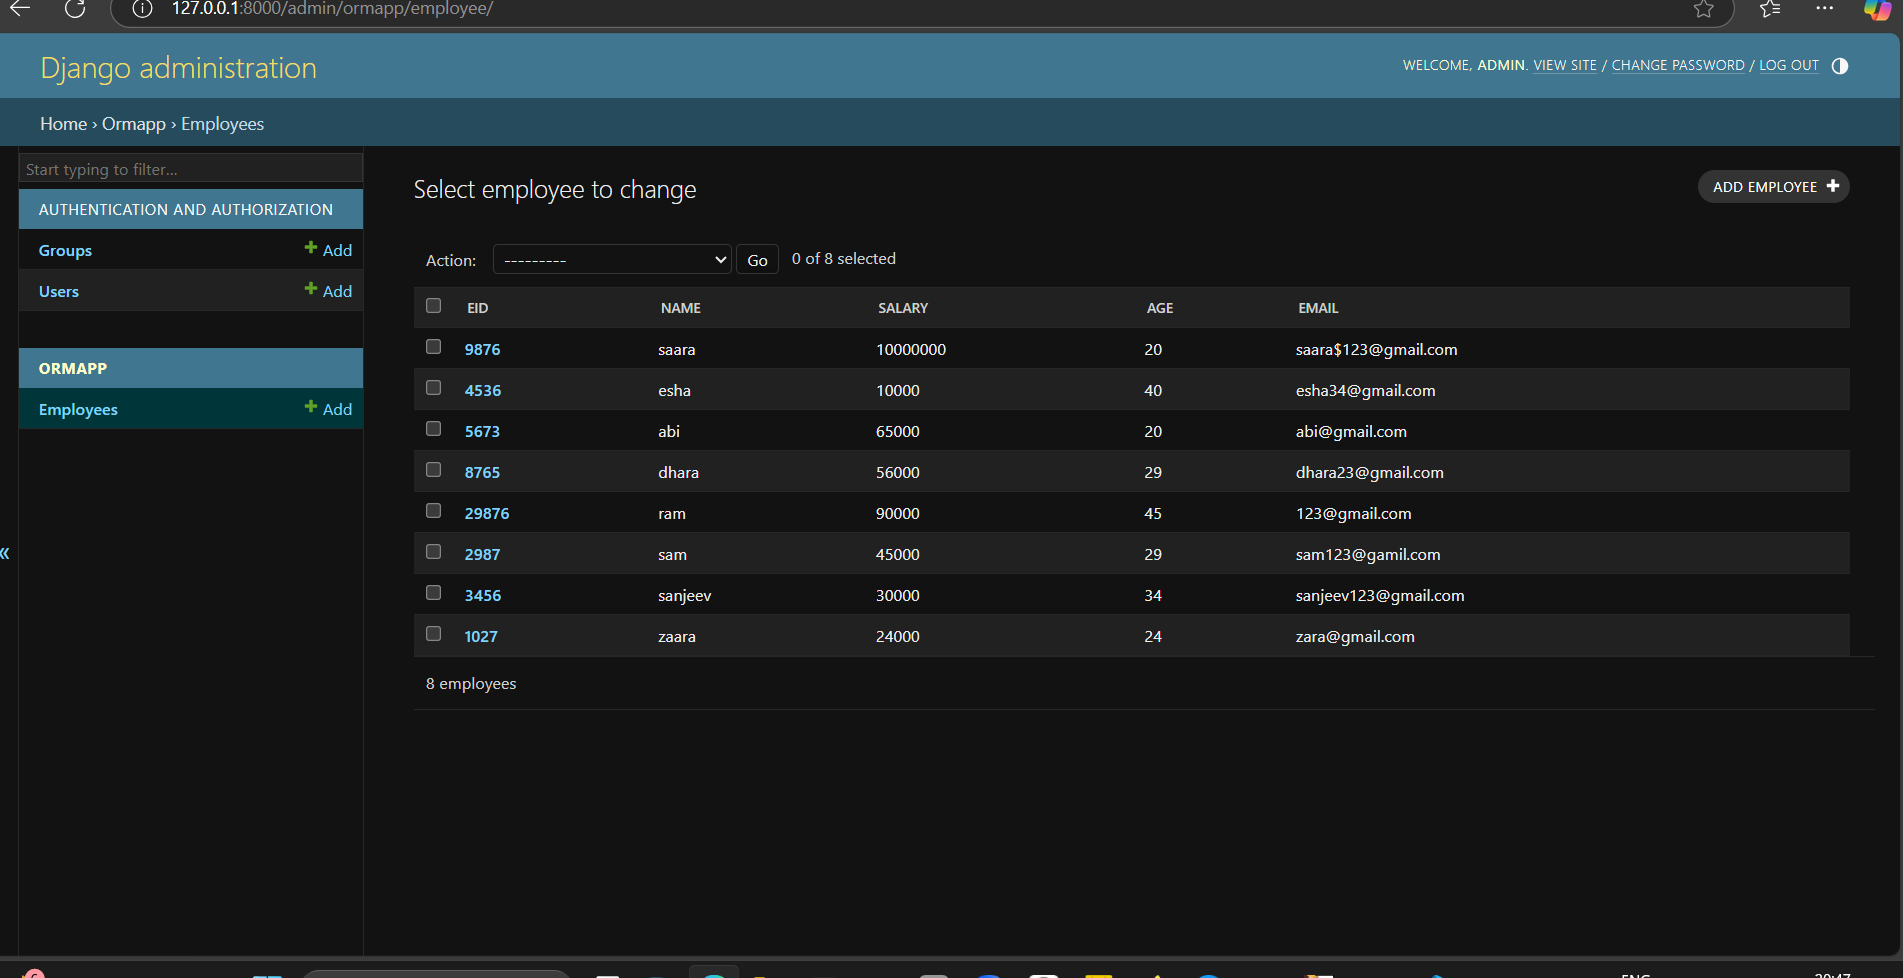 127.0.0.1:8000/admin/ormapp/employee/
Django administration
WELCOME, ADMIN. VIEW SITE / CHANGE PASSWORD / LOG OUT
Home › Ormapp › Employees
Start typing to filter...
AUTHENTICATION AND AUTHORIZATION
Groups + Add
Users + Add
ORMAPP
Employees + Add
«
Select employee to change
ADD EMPLOYEE +
Action: --------- Go 0 of 8 selected
EID NAME SALARY AGE EMAIL
9876 saara 10000000 20 saara$123@gmail.com
4536 esha 10000 40 esha34@gmail.com
5673 abi 65000 20 abi@gmail.com
8765 dhara 56000 29 dhara23@gmail.com
29876 ram 90000 45 123@gmail.com
2987 sam 45000 29 sam123@gamil.com
3456 sanjeev 30000 34 sanjeev123@gmail.com
1027 zaara 24000 24 zara@gmail.com
8 employees